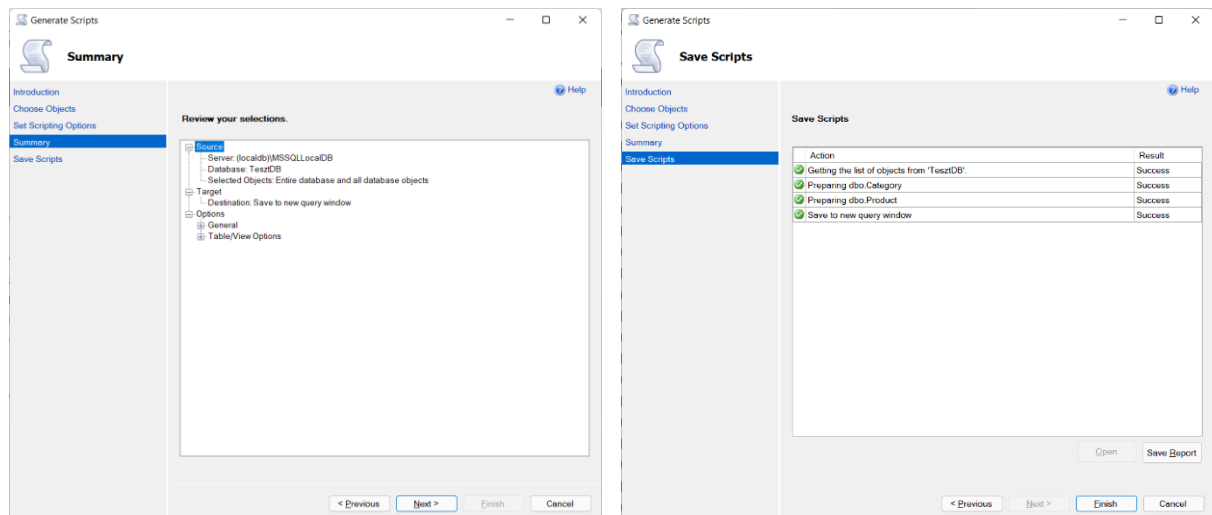 Generate Scripts
Summary
Introduction
Choose Objects
Set Scripting Options
Summary
Save Scripts
Help
Review your selections.
Source
Server: (localdb)\MSSQLLocalDB
Database: TesztDB
Selected Objects: Entire database and all database objects
Target
Destination: Save to new query window
Options
General
Table/View Options
< Previous Next > Finish Cancel
Generate Scripts
Save Scripts
Introduction
Choose Objects
Set Scripting Options
Summary
Save Scripts
Help
Save Scripts
Action Result
Getting the list of objects from 'TesztDB'. Success
Preparing dbo.Category Success
Preparing dbo.Product Success
Save to new query window Success
Open Save Report
< Previous Next > Finish Cancel